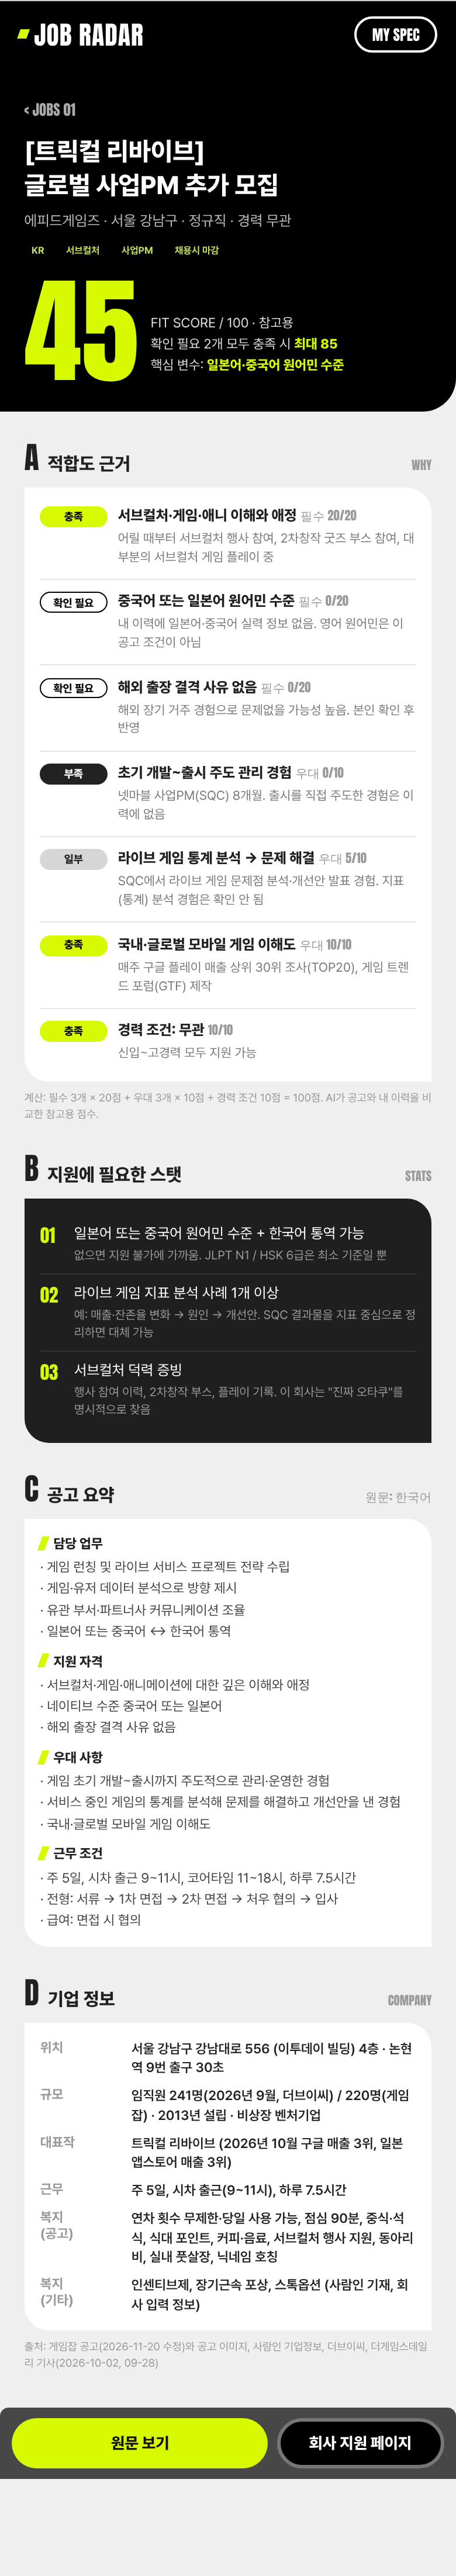 JOB RADAR
MY SPEC
< JOBS 01
[트릭컬 리바이브]
글로벌 사업PM 추가 모집
에피드게임즈 · 서울 강남구 · 정규직 · 경력 무관
KR 서브컬처 사업PM 채용시 마감
45
FIT SCORE / 100 · 참고용
확인 필요 2개 모두 충족 시 최대 85
핵심 변수: 일본어·중국어 원어민 수준
A 적합도 근거
WHY
충족
서브컬처·게임·애니 이해와 애정 필수 20/20
어릴 때부터 서브컬처 행사 참여, 2차창작 굿즈 부스 참여, 대
부분의 서브컬처 게임 플레이 중
확인 필요
중국어 또는 일본어 원어민 수준 필수 0/20
내 이력에 일본어·중국어 실력 정보 없음. 영어 원어민은 이
공고 조건이 아님
확인 필요
해외 출장 결격 사유 없음 필수 0/20
해외 장기 거주 경험으로 문제없을 가능성 높음. 본인 확인 후
반영
부족
초기 개발~출시 주도 관리 경험 우대 0/10
넷마블 사업PM(SQC) 8개월. 출시를 직접 주도한 경험은 이
력에 없음
일부
라이브 게임 통계 분석 → 문제 해결 우대 5/10
SQC에서 라이브 게임 문제점 분석·개선안 발표 경험. 지표
(통계) 분석 경험은 확인 안 됨
충족
국내·글로벌 모바일 게임 이해도 우대 10/10
매주 구글 플레이 매출 상위 30위 조사(TOP20), 게임 트렌
드 포럼(GTF) 제작
충족
경력 조건: 무관 10/10
신입~고경력 모두 지원 가능
계산: 필수 3개 × 20점 + 우대 3개 × 10점 + 경력 조건 10점 = 100점. AI가 공고와 내 이력을 비
교한 참고용 점수.
B 지원에 필요한 스탯
STATS
01
일본어 또는 중국어 원어민 수준 + 한국어 통역 가능
없으면 지원 불가에 가까움. JLPT N1 / HSK 6급은 최소 기준일 뿐
02
라이브 게임 지표 분석 사례 1개 이상
예: 매출·잔존율 변화 → 원인 → 개선안. SQC 결과물을 지표 중심으로 정
리하면 대체 가능
03
서브컬처 덕력 증빙
행사 참여 이력, 2차창작 부스, 플레이 기록. 이 회사는 "진짜 오타쿠"를
명시적으로 찾음
C 공고 요약
원문: 한국어
담당 업무
· 게임 런칭 및 라이브 서비스 프로젝트 전략 수립
· 게임·유저 데이터 분석으로 방향 제시
· 유관 부서·파트너사 커뮤니케이션 조율
· 일본어 또는 중국어 ↔ 한국어 통역
지원 자격
· 서브컬처·게임·애니메이션에 대한 깊은 이해와 애정
· 네이티브 수준 중국어 또는 일본어
· 해외 출장 결격 사유 없음
우대 사항
· 게임 초기 개발~출시까지 주도적으로 관리·운영한 경험
· 서비스 중인 게임의 통계를 분석해 문제를 해결하고 개선안을 낸 경험
· 국내·글로벌 모바일 게임 이해도
근무 조건
· 주 5일, 시차 출근 9~11시, 코어타임 11~18시, 하루 7.5시간
· 전형: 서류 → 1차 면접 → 2차 면접 → 처우 협의 → 입사
· 급여: 면접 시 협의
D 기업 정보
COMPANY
위치
서울 강남구 강남대로 556 (이투데이 빌딩) 4층 · 논현
역 9번 출구 30초
규모
임직원 241명(2026년 9월, 더브이씨) / 220명(게임
잡) · 2013년 설립 · 비상장 벤처기업
대표작
트릭컬 리바이브 (2026년 10월 구글 매출 3위, 일본
앱스토어 매출 3위)
근무
주 5일, 시차 출근(9~11시), 하루 7.5시간
복지
(공고)
연차 횟수 무제한·당일 사용 가능, 점심 90분, 중식·석
식, 식대 포인트, 커피·음료, 서브컬처 행사 지원, 동아리
비, 실내 풋살장, 닉네임 호칭
복지
(기타)
인센티브제, 장기근속 포상, 스톡옵션 (사람인 기재, 회
사 입력 정보)
출처: 게임잡 공고(2026-11-20 수정)와 공고 이미지, 사람인 기업정보, 더브이씨, 더게임스데일
리 기사(2026-10-02, 09-28)
원문 보기
회사 지원 페이지